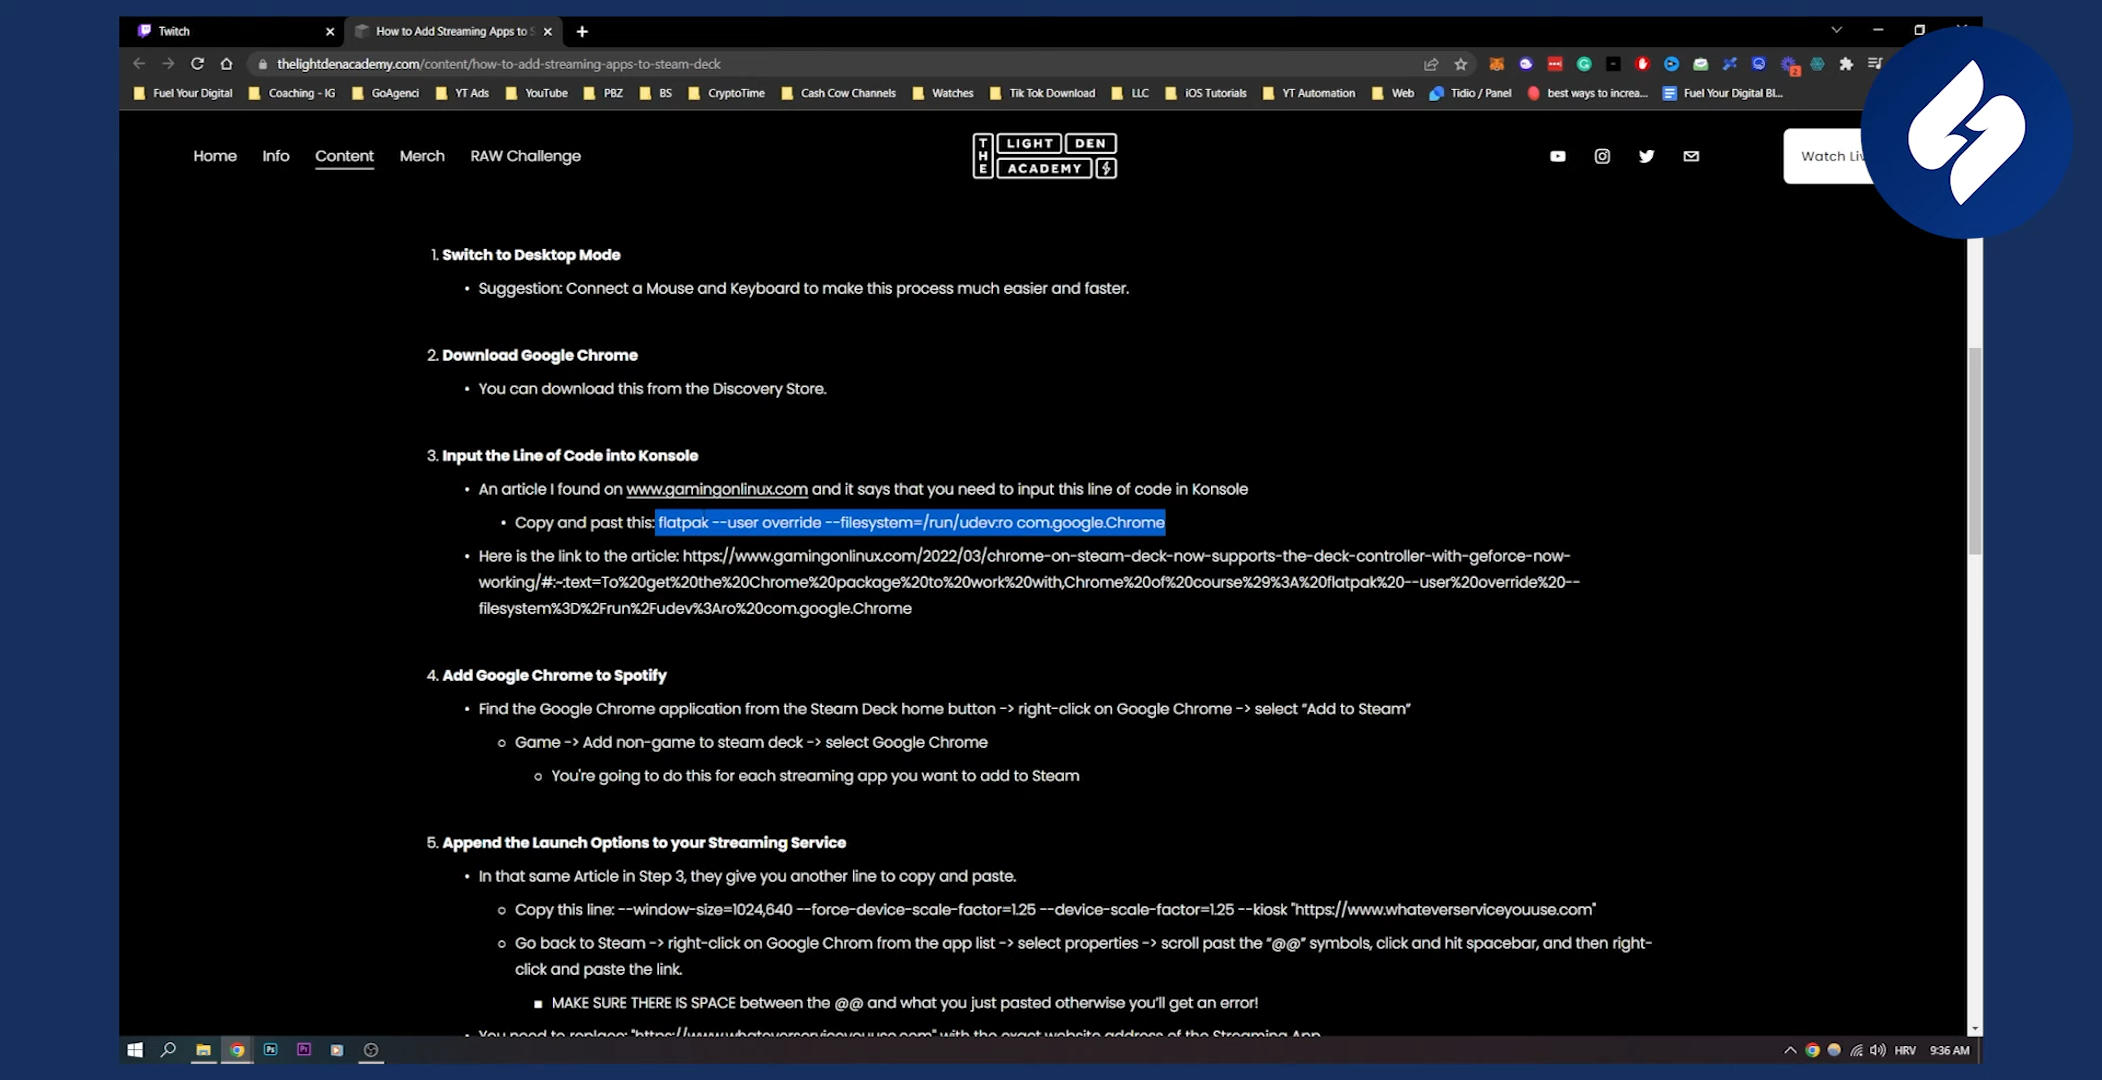 Twitch
How to Add Streaming Apps to S
thelightdenacademy.com/content/how-to-add-streaming-apps-to-steam-deck
Fuel Your Digital
Coaching - IG
GoAgenci
YT Ads
YouTube
PBZ
BS
CryptoTime
Cash Cow Channels
Watches
Tik Tok Download
LLC
iOS Tutorials
YT Automation
Web
Tidio / Panel
best ways to increa...
Fuel Your Digital Bl...
Home
Info
Content
Merch
RAW Challenge
THE
LIGHT DEN
ACADEMY
Watch Liv
1. Switch to Desktop Mode
• Suggestion: Connect a Mouse and Keyboard to make this process much easier and faster.
2. Download Google Chrome
• You can download this from the Discovery Store.
3. Input the Line of Code into Konsole
• An article I found on www.gamingonlinux.com and it says that you need to input this line of code in Konsole
• Copy and past this: flatpak --user override --filesystem=/run/udev:ro com.google.Chrome
• Here is the link to the article: https://www.gamingonlinux.com/2022/03/chrome-on-steam-deck-now-supports-the-deck-controller-with-geforce-now-
working/#:~:text=To%20get%20the%20Chrome%20package%20to%20work%20with,Chrome%20of%20course%29%3A%20flatpak%20--user%20override%20--
filesystem%3D%2Frun%2Fudev%3Aro%20com.google.Chrome
4. Add Google Chrome to Spotify
• Find the Google Chrome application from the Steam Deck home button -> right-click on Google Chrome -> select “Add to Steam”
○ Game -> Add non-game to steam deck -> select Google Chrome
○ You're going to do this for each streaming app you want to add to Steam
5. Append the Launch Options to your Streaming Service
• In that same Article in Step 3, they give you another line to copy and paste.
○ Copy this line: --window-size=1024,640 --force-device-scale-factor=1.25 --device-scale-factor=1.25 --kiosk "https://www.whateverserviceyouuse.com"
○ Go back to Steam -> right-click on Google Chrom from the app list -> select properties -> scroll past the “@@” symbols, click and hit spacebar, and then right-
click and paste the link.
■ MAKE SURE THERE IS SPACE between the @@ and what you just pasted otherwise you’ll get an error!
• You need to replace: "https://www.whateverserviceyouuse.com" with the exact website address of the Streaming App
HRV
9:36 AM